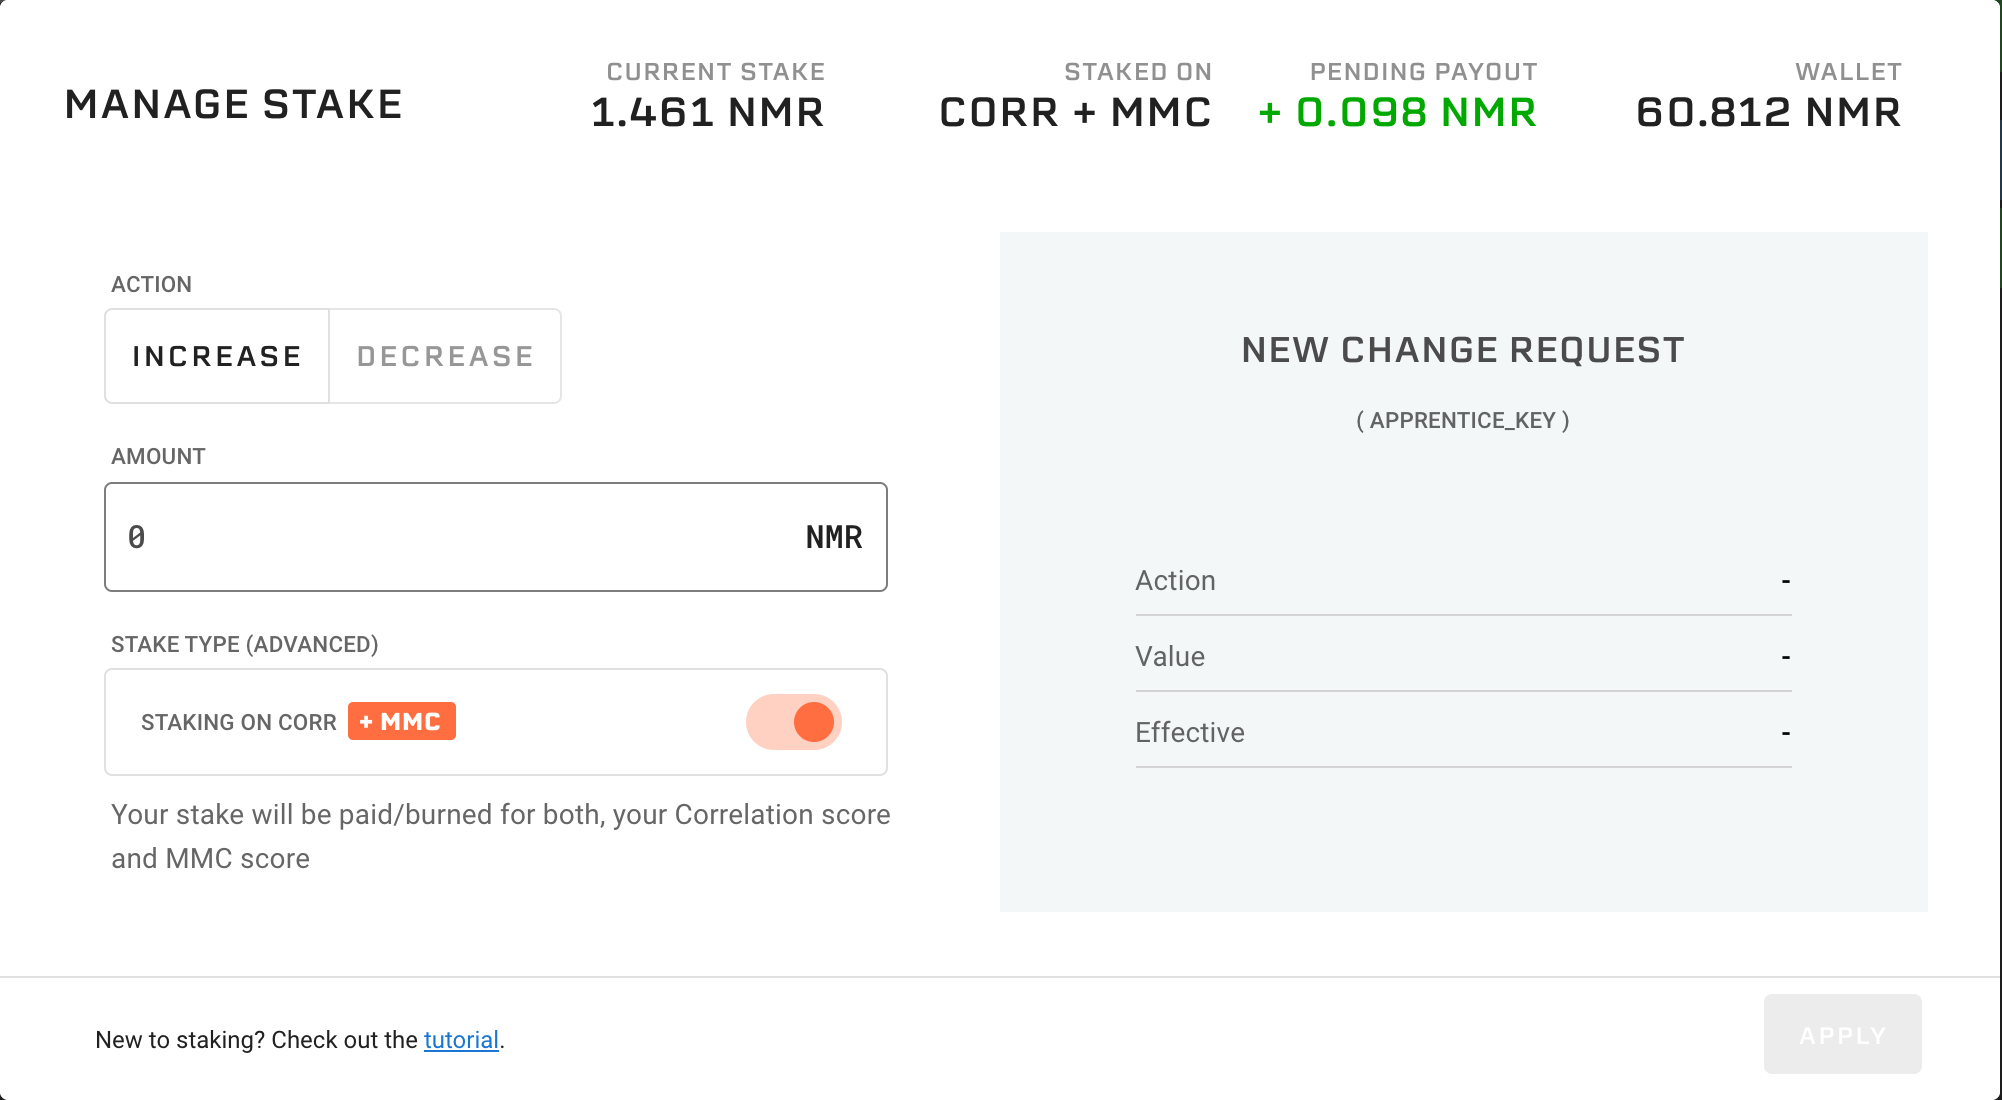 MANAGE STAKE
CURRENT STAKE
1.461 NMR
STAKED ON
CORR + MMC
PENDING PAYOUT
+ 0.098 NMR
WALLET
60.812 NMR
ACTION
INCREASE DECREASE
AMOUNT
0 NMR
STAKE TYPE (ADVANCED)
STAKING ON CORR + MMC
Your stake will be paid/burned for both, your Correlation score
and MMC score
NEW CHANGE REQUEST
( APPRENTICE_KEY )
Action -
Value -
Effective -
New to staking? Check out the tutorial.
APPLY